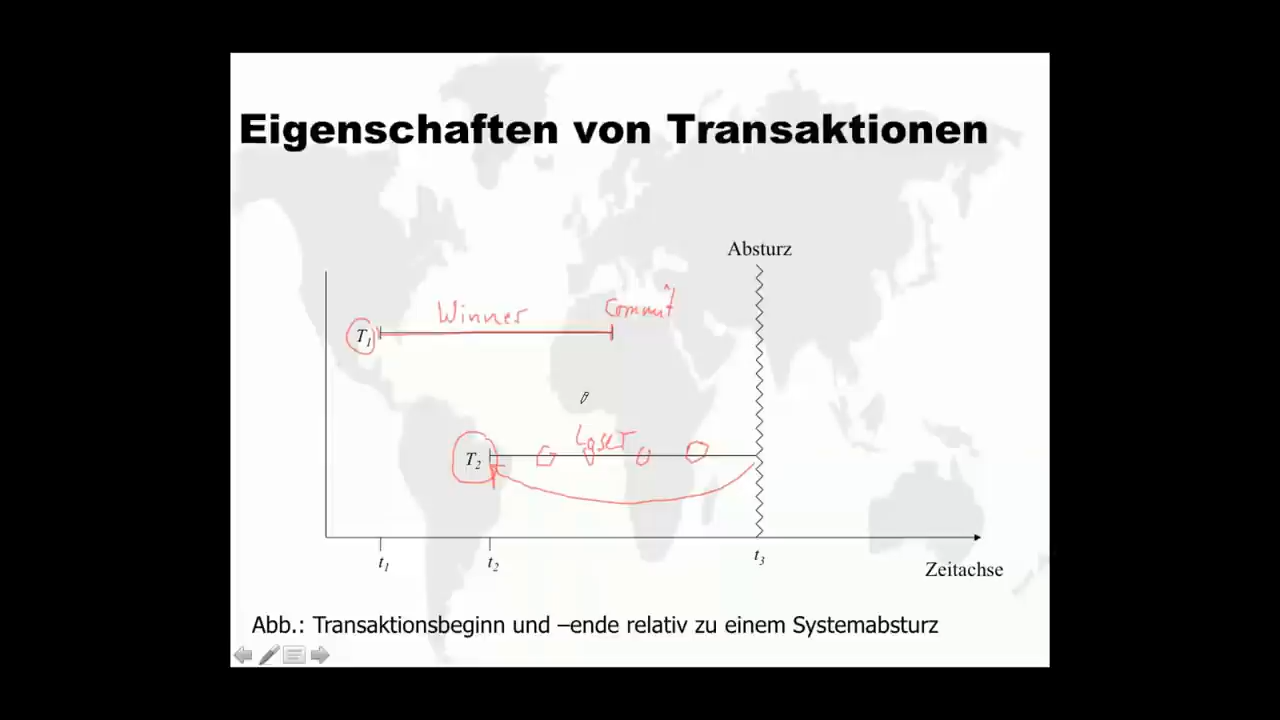 Eigenschaften von Transaktionen
Absturz
Winner
Commit
T1
Loser
T2
t1
t2
t3
Zeitachse
Abb.: Transaktionsbeginn und –ende relativ zu einem Systemabsturz